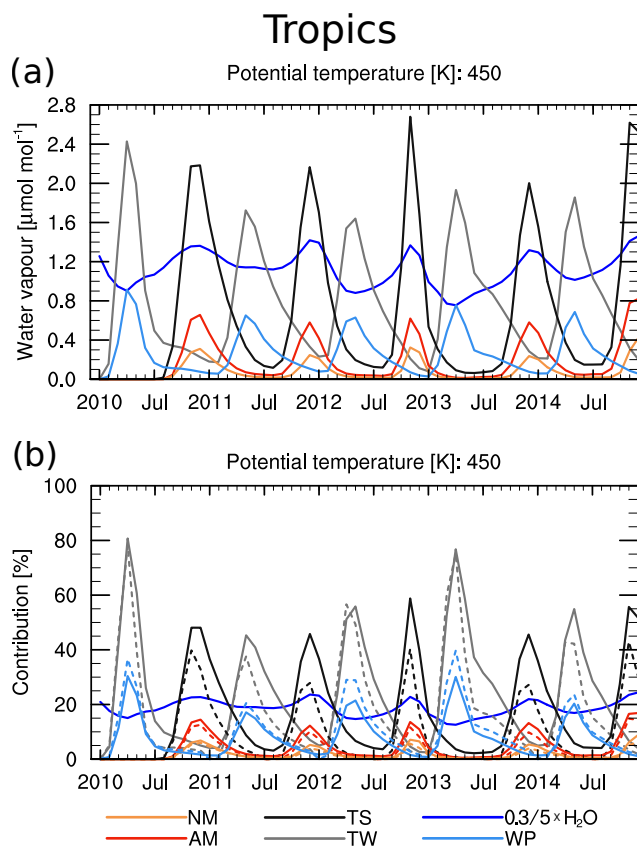 Tropics
(a)
Potential temperature [K]: 450
Water vapour [µmol mol⁻¹]
2.8
2.4
2.0
1.6
1.2
0.8
0.4
0.0
2010 Jul 2011 Jul 2012 Jul 2013 Jul 2014 Jul
(b)
Potential temperature [K]: 450
Contribution [%]
100
80
60
40
20
0
2010 Jul 2011 Jul 2012 Jul 2013 Jul 2014 Jul
NM TS 0.3/5 x H₂O
AM TW WP